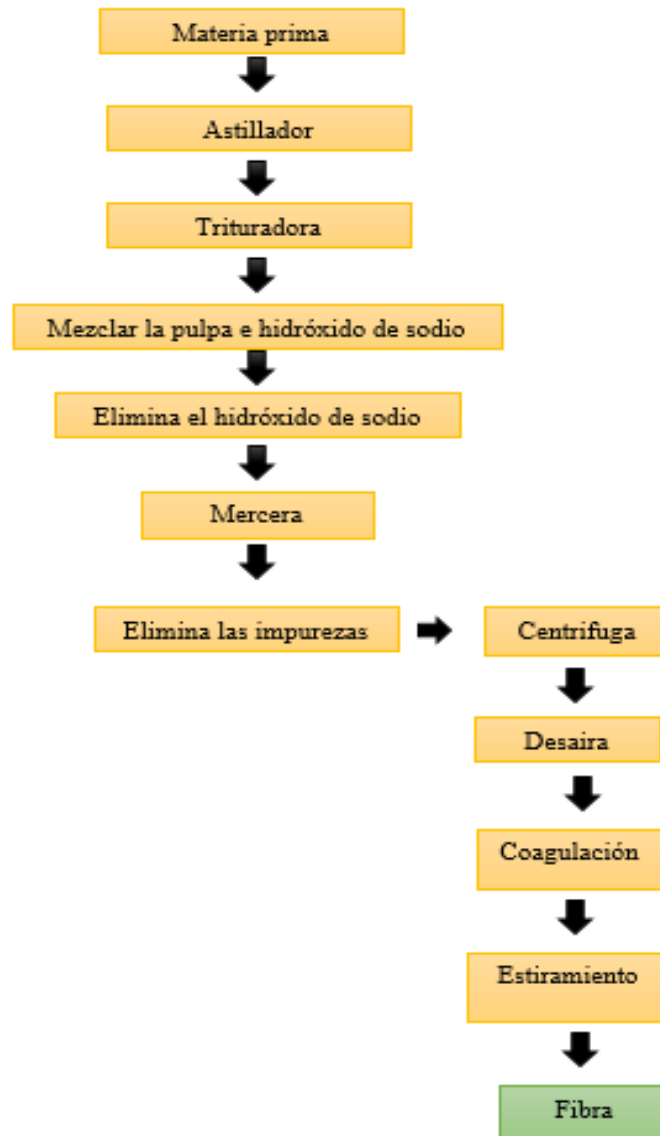 Materia prima
Astillador
Trituradora
Mezclar la pulpa e hidróxido de sodio
Elimina el hidróxido de sodio
Mercera
Elimina las impurezas
Centrifuga
Desaira
Coagulación
Estiramiento
Fibra